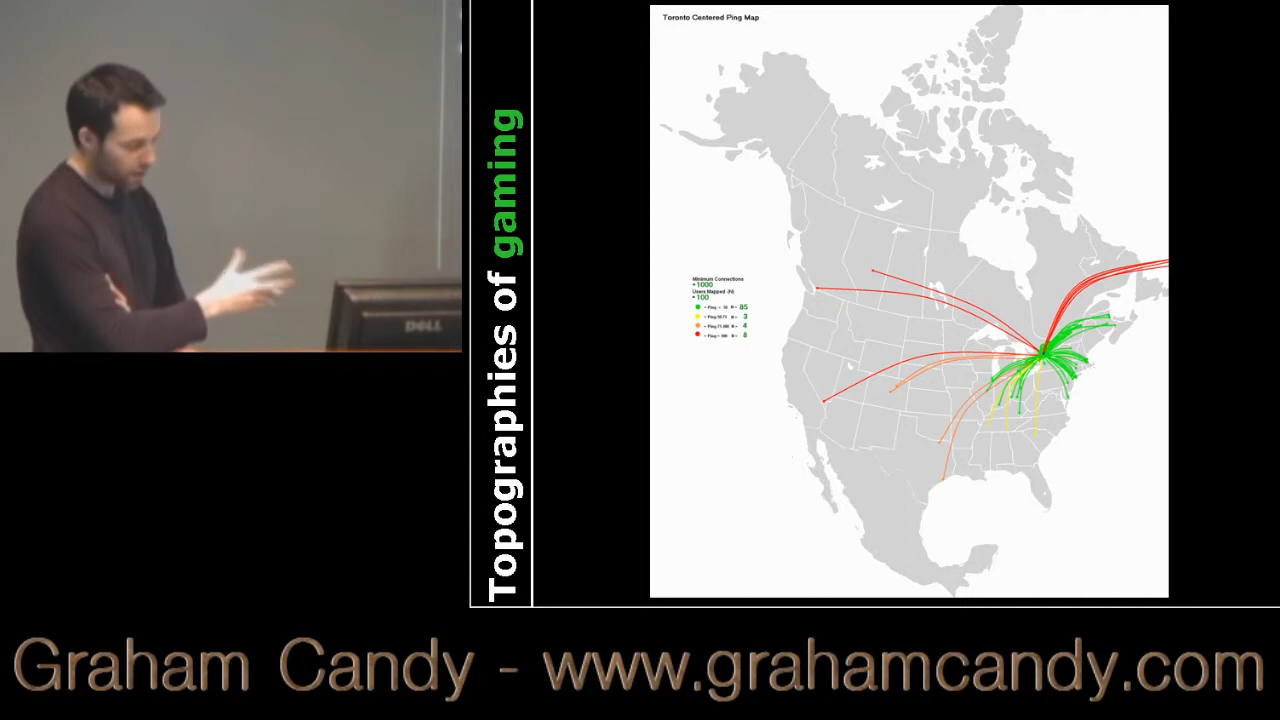 Toronto Centered Ping Map
Topographies of gaming
Minimum Connections
= 1000
Users Mapped (N)
= 100
N = 85
N = 3
N = 4
N = 8
DELL
Graham Candy - www.grahamcandy.com